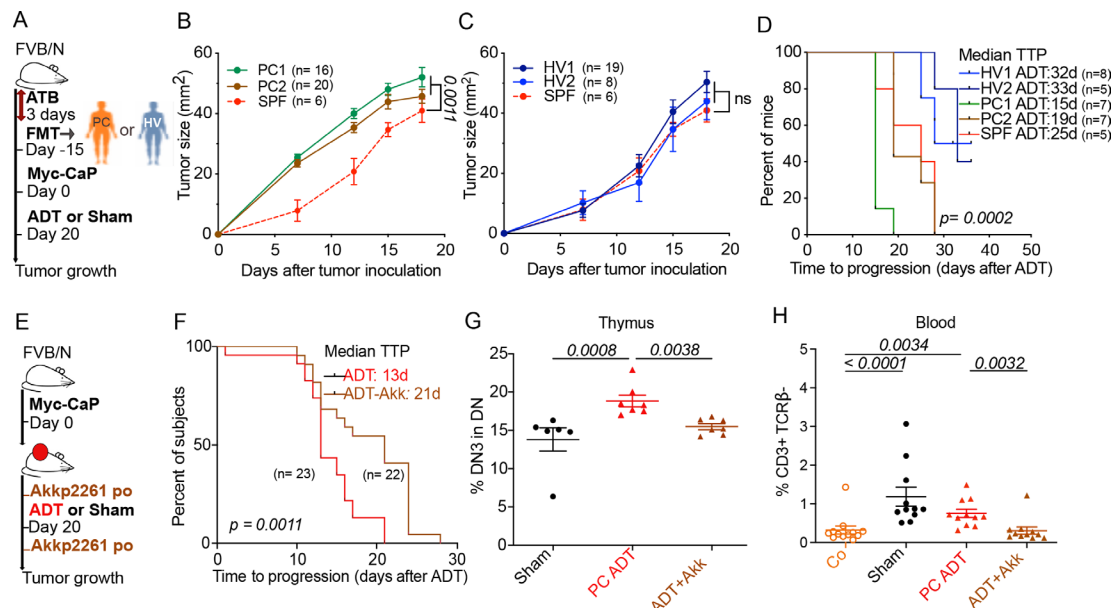 A
FVB/N
ATB
3 days
FMT→
Day -15
PC or HV
Myc-CaP
Day 0
ADT or Sham
Day 20
Tumor growth
B
Tumor size (mm²)
60
40
20
0
PC1 (n= 16)
PC2 (n= 20)
SPF (n= 6)
0.0011
0 5 10 15 20
Days after tumor inoculation
C
Tumor size (mm²)
60
40
20
0
HV1 (n= 19)
HV2 (n= 8)
SPF (n= 6)
ns
0 5 10 15 20
Days after tumor inoculation
D
Percent of mice
100
80
60
40
20
0
Median TTP
HV1 ADT:32d (n=8)
HV2 ADT:33d (n=5)
PC1 ADT:15d (n=7)
PC2 ADT:19d (n=7)
SPF ADT:25d (n=5)
p= 0.0002
0 10 20 30 40 50
Time to progression (days after ADT)
E
FVB/N
Myc-CaP
Day 0
Akkp2261 po
ADT or Sham
Day 20
Akkp2261 po
Tumor growth
F
Percent of subjects
100
50
0
Median TTP
ADT: 13d
ADT-Akk: 21d
(n= 23)
(n= 22)
p = 0.0011
0 10 20 30
Time to progression (days after ADT)
G
Thymus
% DN3 in DN
25
20
15
10
5
0
0.0008
0.0038
Sham
PC ADT
ADT+Akk
H
Blood
% CD3+ TCRβ-
4
3
2
1
0
0.0034
< 0.0001
0.0032
Co
Sham
PC ADT
ADT+Akk